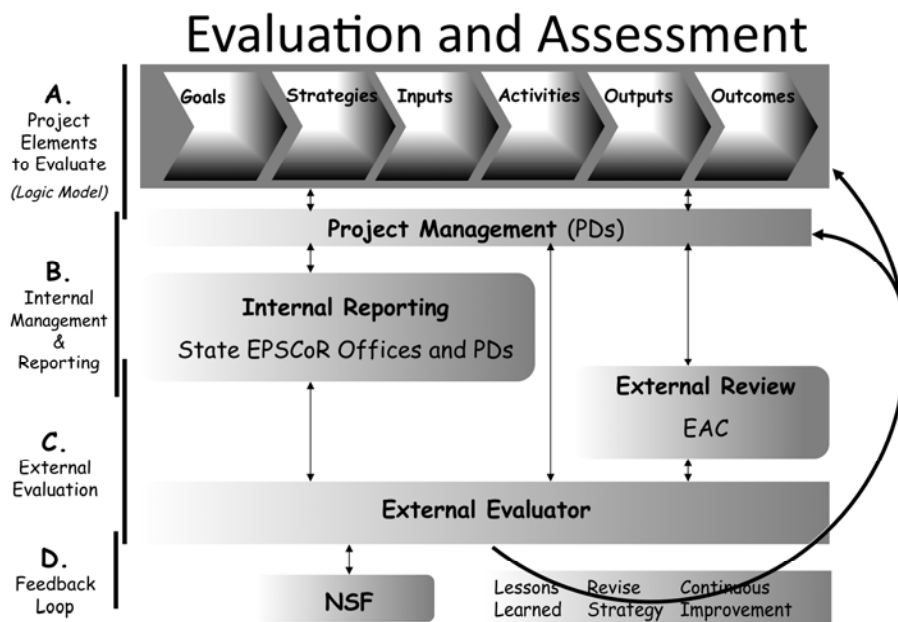 Evaluation and Assessment
A.
Project
Elements
to Evaluate
(Logic Model)
Goals
Strategies
Inputs
Activities
Outputs
Outcomes
Project Management (PDs)
B.
Internal
Management
&
Reporting
Internal Reporting
State EPSCoR Offices and PDs
External Review
EAC
C.
External
Evaluation
External Evaluator
D.
Feedback
Loop
NSF
Lessons Revise Continuous
Learned Strategy Improvement